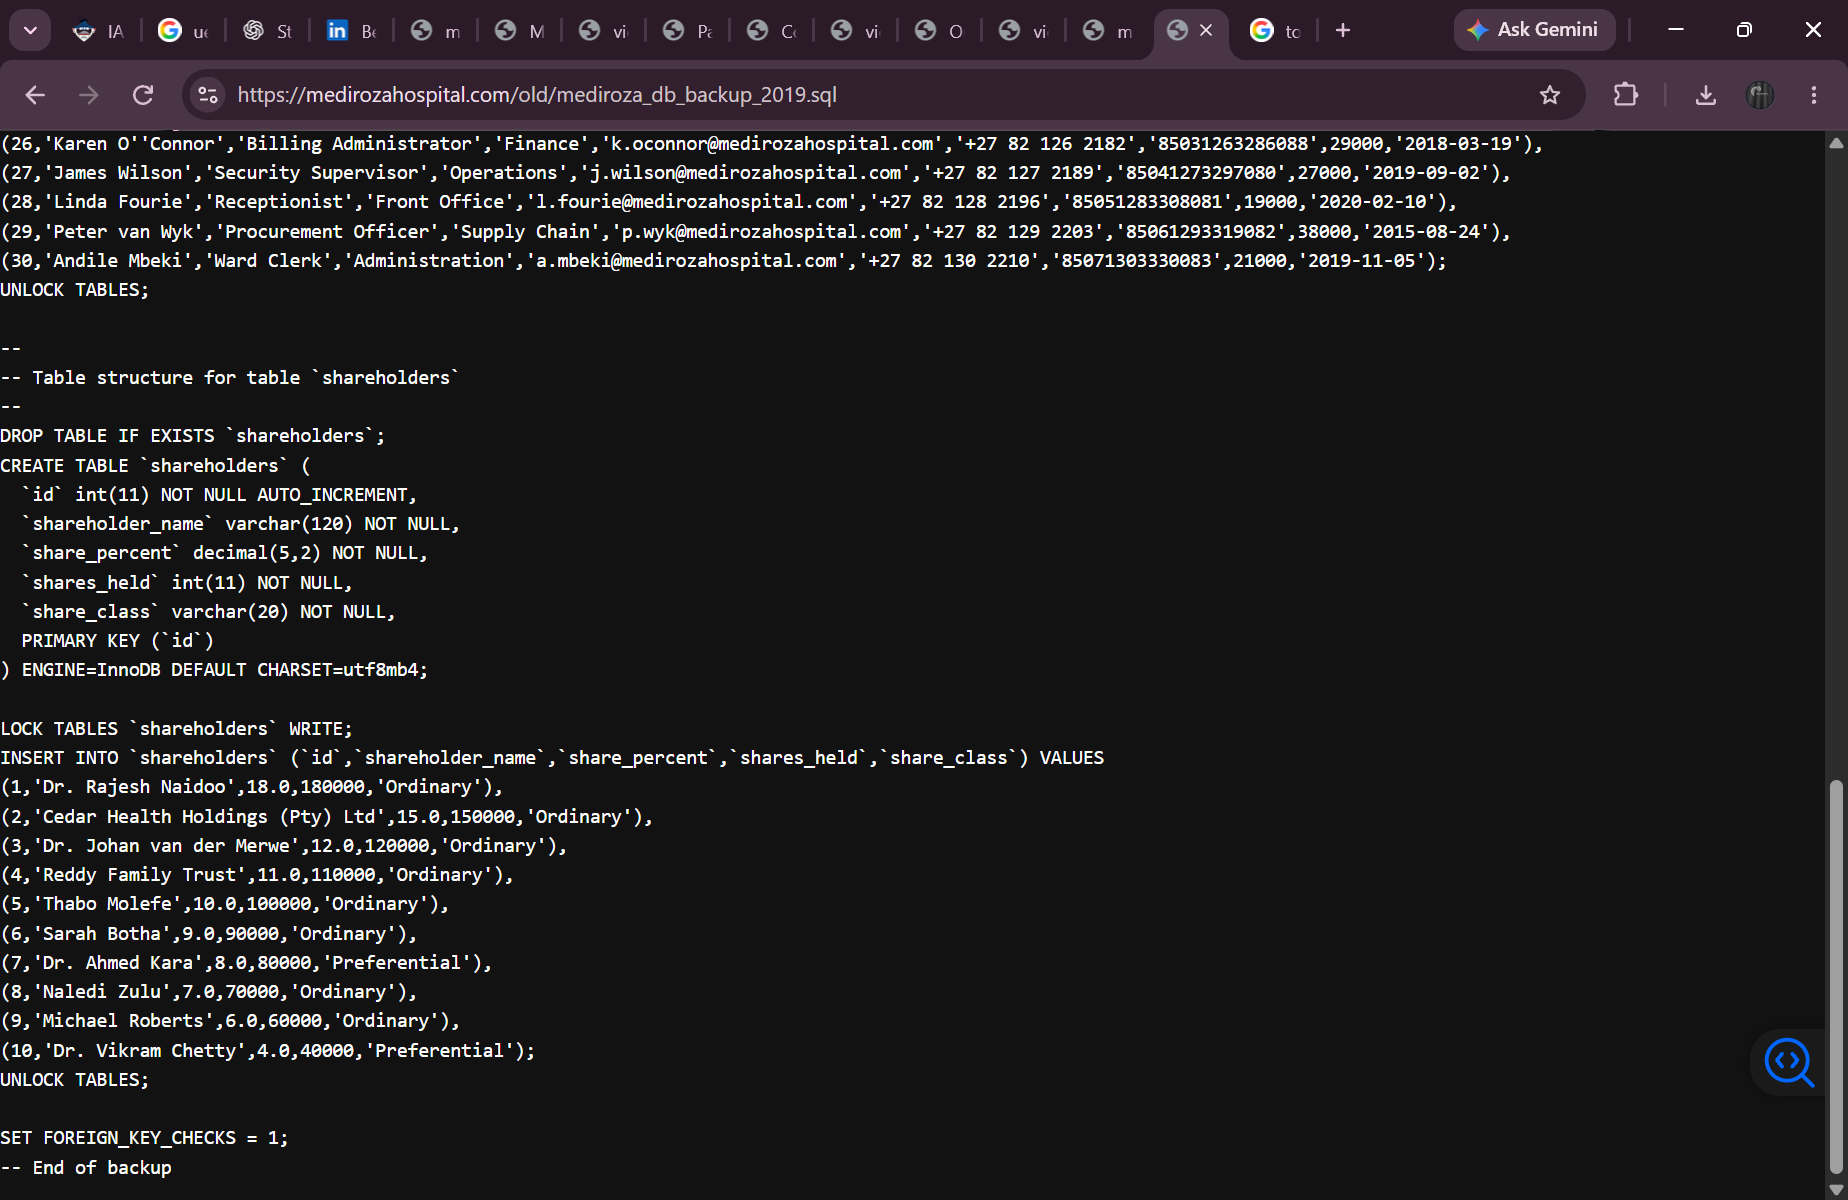 IA
ue
St
in Be
m
M
vi
Pa
Co
vi
O
vi
m
to
Ask Gemini
https://medirozahospital.com/old/mediroza_db_backup_2019.sql
(26,'Karen O''Connor','Billing Administrator','Finance','k.oconnor@medirozahospital.com','+27 82 126 2182','85031263286088',29000,'2018-03-19'),
(27,'James Wilson','Security Supervisor','Operations','j.wilson@medirozahospital.com','+27 82 127 2189','85041273297080',27000,'2019-09-02'),
(28,'Linda Fourie','Receptionist','Front Office','l.fourie@medirozahospital.com','+27 82 128 2196','85051283308081',19000,'2020-02-10'),
(29,'Peter van Wyk','Procurement Officer','Supply Chain','p.wyk@medirozahospital.com','+27 82 129 2203','85061293319082',38000,'2015-08-24'),
(30,'Andile Mbeki','Ward Clerk','Administration','a.mbeki@medirozahospital.com','+27 82 130 2210','85071303330083',21000,'2019-11-05');
UNLOCK TABLES;
--
-- Table structure for table `shareholders`
--
DROP TABLE IF EXISTS `shareholders`;
CREATE TABLE `shareholders` (
`id` int(11) NOT NULL AUTO_INCREMENT,
`shareholder_name` varchar(120) NOT NULL,
`share_percent` decimal(5,2) NOT NULL,
`shares_held` int(11) NOT NULL,
`share_class` varchar(20) NOT NULL,
PRIMARY KEY (`id`)
) ENGINE=InnoDB DEFAULT CHARSET=utf8mb4;
LOCK TABLES `shareholders` WRITE;
INSERT INTO `shareholders` (`id`,`shareholder_name`,`share_percent`,`shares_held`,`share_class`) VALUES
(1,'Dr. Rajesh Naidoo',18.0,180000,'Ordinary'),
(2,'Cedar Health Holdings (Pty) Ltd',15.0,150000,'Ordinary'),
(3,'Dr. Johan van der Merwe',12.0,120000,'Ordinary'),
(4,'Reddy Family Trust',11.0,110000,'Ordinary'),
(5,'Thabo Molefe',10.0,100000,'Ordinary'),
(6,'Sarah Botha',9.0,90000,'Ordinary'),
(7,'Dr. Ahmed Kara',8.0,80000,'Preferential'),
(8,'Naledi Zulu',7.0,70000,'Ordinary'),
(9,'Michael Roberts',6.0,60000,'Ordinary'),
(10,'Dr. Vikram Chetty',4.0,40000,'Preferential');
UNLOCK TABLES;
SET FOREIGN_KEY_CHECKS = 1;
-- End of backup